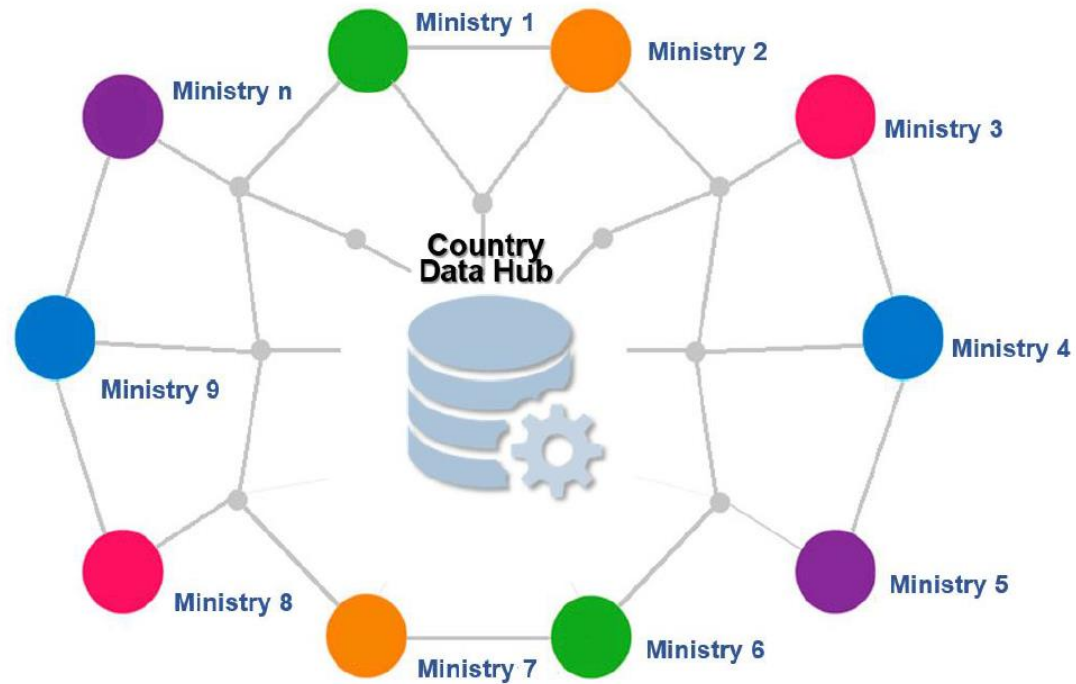 Ministry 1
Ministry 2
Ministry n
Ministry 3
Country
Data Hub
Ministry 4
Ministry 9
Ministry 5
Ministry 8
Ministry 6
Ministry 7